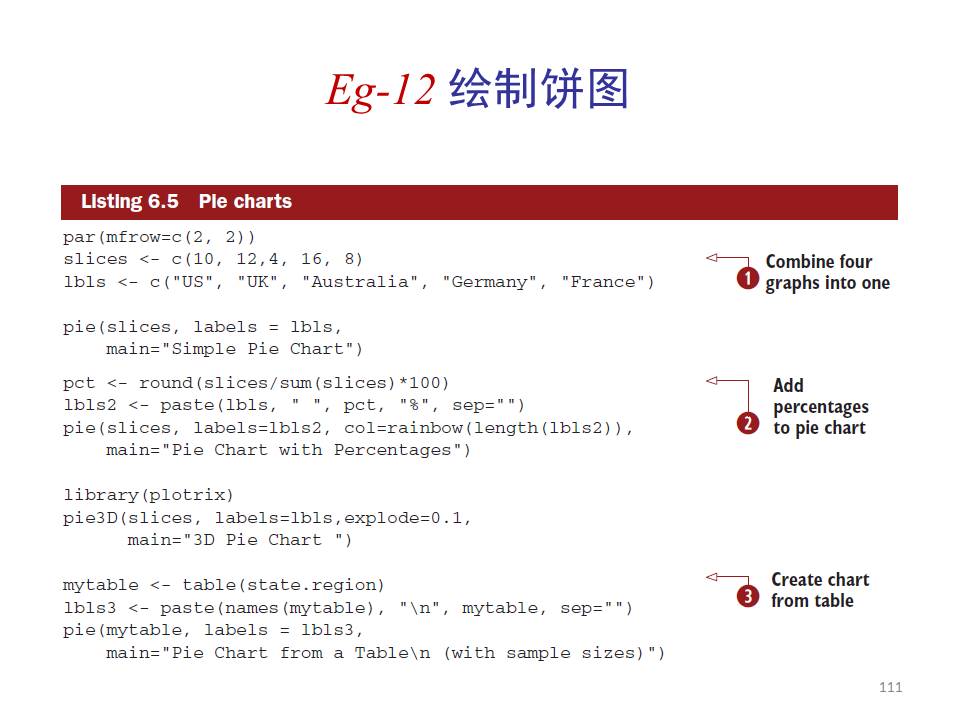 Eg-12 绘制饼图
Listing 6.5 Pie charts
par(mfrow=c(2, 2))
slices <- c(10, 12,4, 16, 8)
lbls <- c("US", "UK", "Australia", "Germany", "France")
1 Combine four
graphs into one
pie(slices, labels = lbls,
main="Simple Pie Chart")
pct <- round(slices/sum(slices)*100)
lbls2 <- paste(lbls, " ", pct, "%", sep="")
pie(slices, labels=lbls2, col=rainbow(length(lbls2)),
main="Pie Chart with Percentages")
2 Add
percentages
to pie chart
library(plotrix)
pie3D(slices, labels=lbls,explode=0.1,
main="3D Pie Chart ")
mytable <- table(state.region)
lbls3 <- paste(names(mytable), "\n", mytable, sep="")
pie(mytable, labels = lbls3,
main="Pie Chart from a Table\n (with sample sizes)")
3 Create chart
from table
111